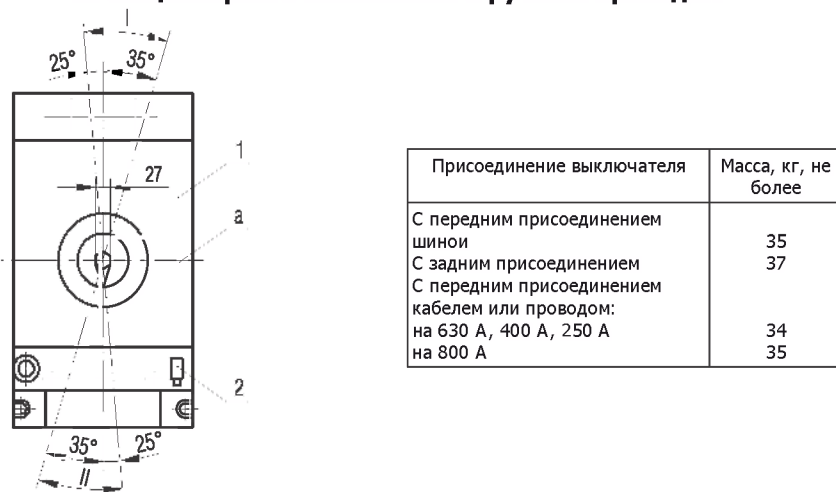 I
25° 35°
1
27
а
2
35° 25°
II
Присоединение выключателя
Масса, кг, не
более
С передним присоединением
шинои
35
С задним присоединением
37
С передним присоединением
кабелем или проводом:
на 630 А, 400 А, 250 А
34
на 800 А
35